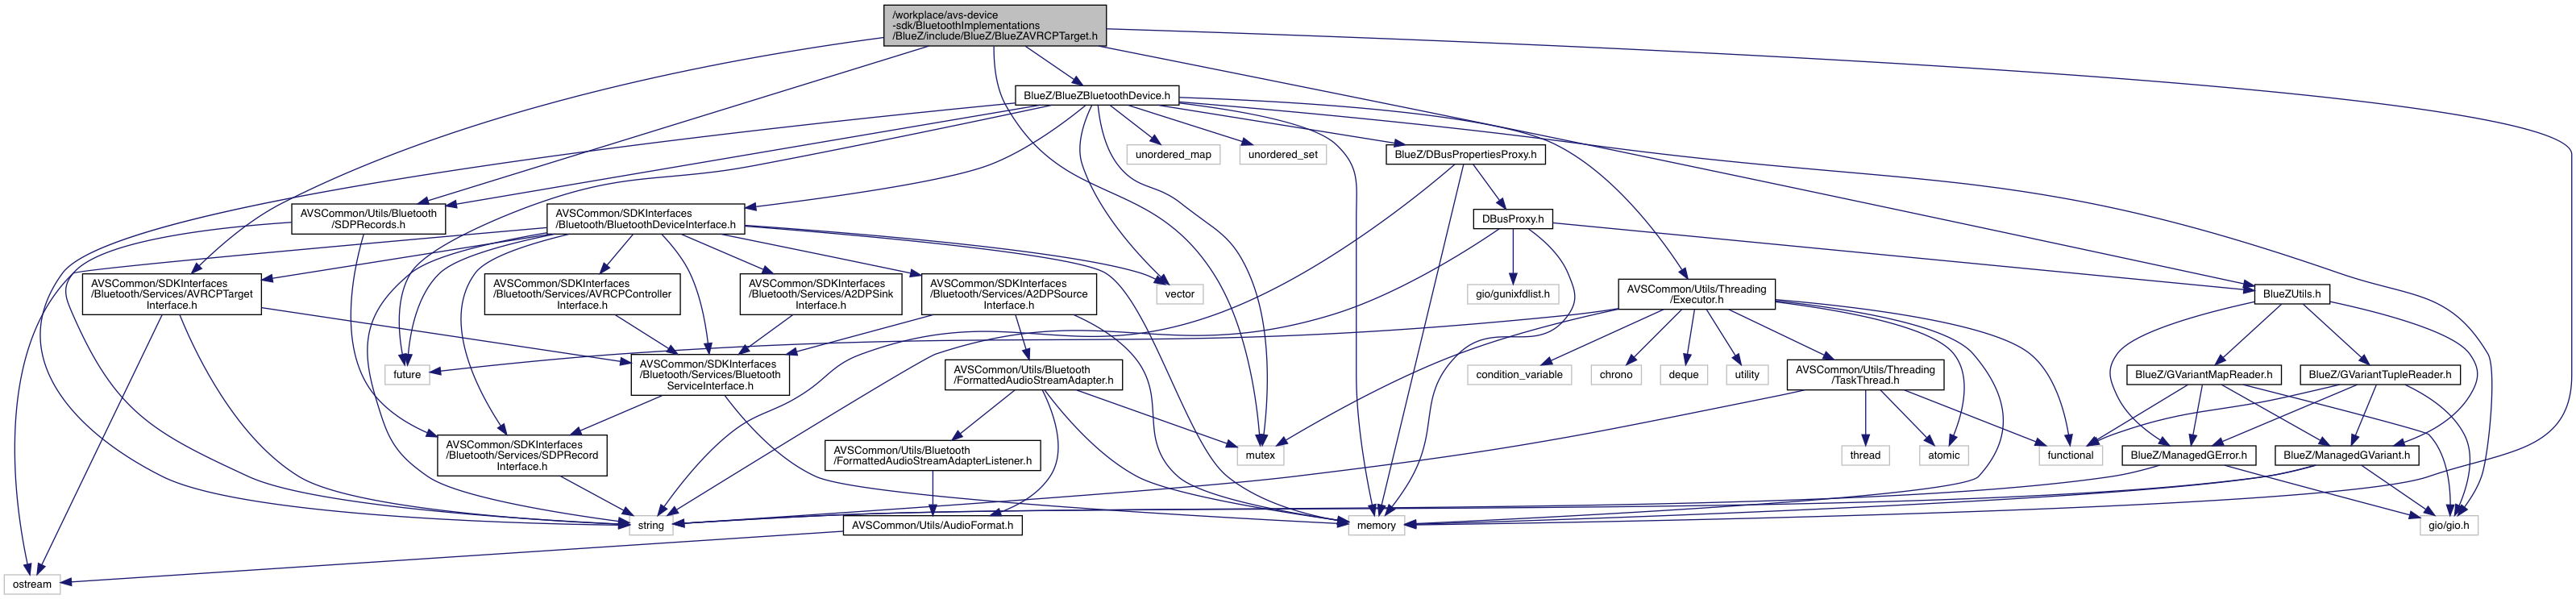 /workplace/avs-device
-sdk/BluetoothImplementations
/BlueZ/include/BlueZ/BlueZAVRCPTarget.h
BlueZ/BlueZBluetoothDevice.h
unordered_map
unordered_set
BlueZ/DBusPropertiesProxy.h
AVSCommon/Utils/Bluetooth
/SDPRecords.h
AVSCommon/SDKInterfaces
/Bluetooth/BluetoothDeviceInterface.h
DBusProxy.h
AVSCommon/SDKInterfaces
/Bluetooth/Services/AVRCPTarget
Interface.h
AVSCommon/SDKInterfaces
/Bluetooth/Services/AVRCPController
Interface.h
AVSCommon/SDKInterfaces
/Bluetooth/Services/A2DPSink
Interface.h
AVSCommon/SDKInterfaces
/Bluetooth/Services/A2DPSource
Interface.h
vector
gio/gunixfdlist.h
AVSCommon/Utils/Threading
/Executor.h
BlueZUtils.h
future
AVSCommon/SDKInterfaces
/Bluetooth/Services/Bluetooth
ServiceInterface.h
AVSCommon/Utils/Bluetooth
/FormattedAudioStreamAdapter.h
condition_variable
chrono
deque
utility
AVSCommon/Utils/Threading
/TaskThread.h
BlueZ/GVariantMapReader.h
BlueZ/GVariantTupleReader.h
AVSCommon/SDKInterfaces
/Bluetooth/Services/SDPRecord
Interface.h
AVSCommon/Utils/Bluetooth
/FormattedAudioStreamAdapterListener.h
mutex
thread
atomic
functional
BlueZ/ManagedGError.h
BlueZ/ManagedGVariant.h
string
AVSCommon/Utils/AudioFormat.h
memory
gio/gio.h
ostream